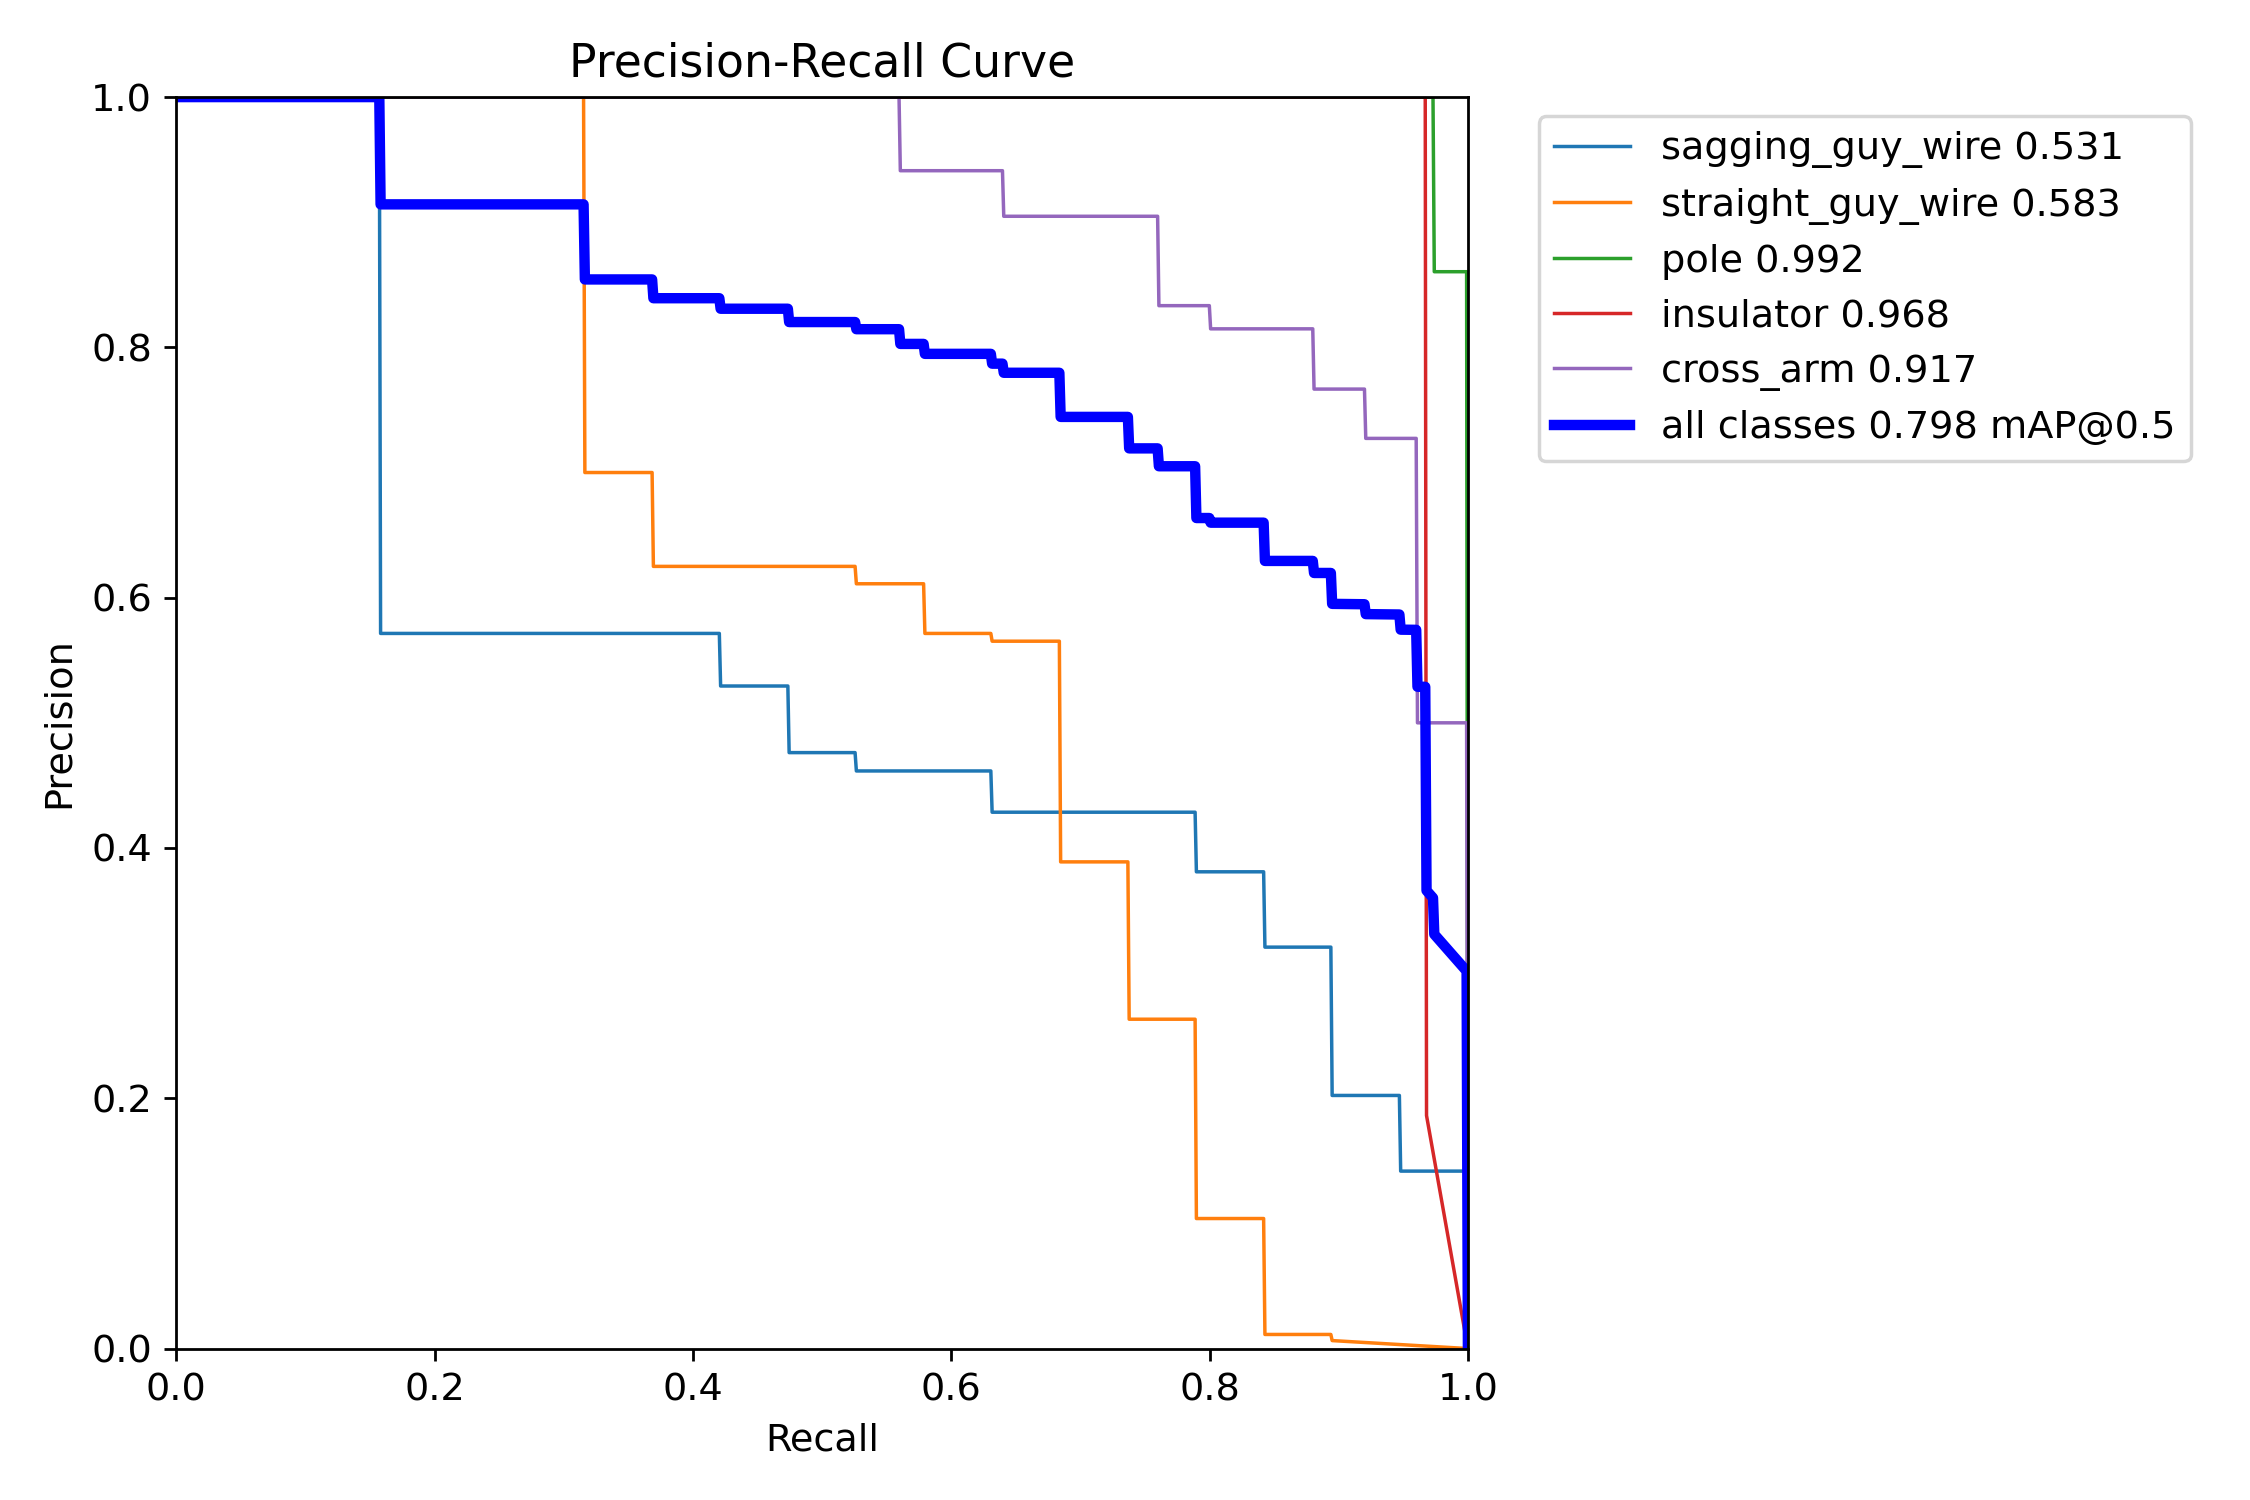 Precision-Recall Curve
1.0
0.8
0.6
0.4
0.2
0.0
Precision
0.0 0.2 0.4 0.6 0.8 1.0
Recall
sagging_guy_wire 0.531
straight_guy_wire 0.583
pole 0.992
insulator 0.968
cross_arm 0.917
all classes 0.798 mAP@0.5